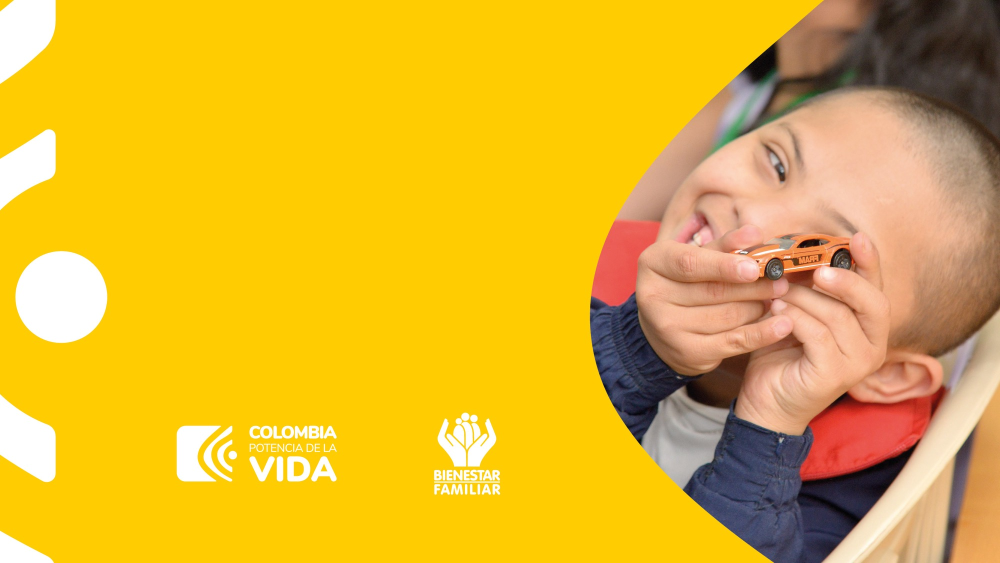 COLOMBIA
POTENCIA DE LA
VIDA
BIENESTAR
FAMILIAR